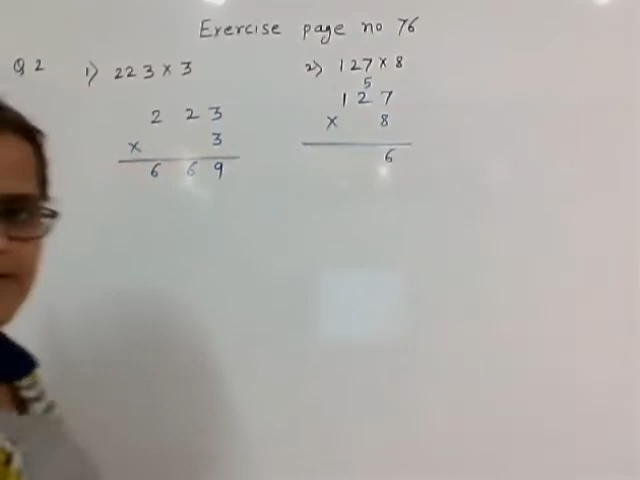 Exercise page no 76
Q 2
1) 223 × 3
2 2 3
× 3
6 6 9
2) 127 × 8
5
1 2 7
× 8
6